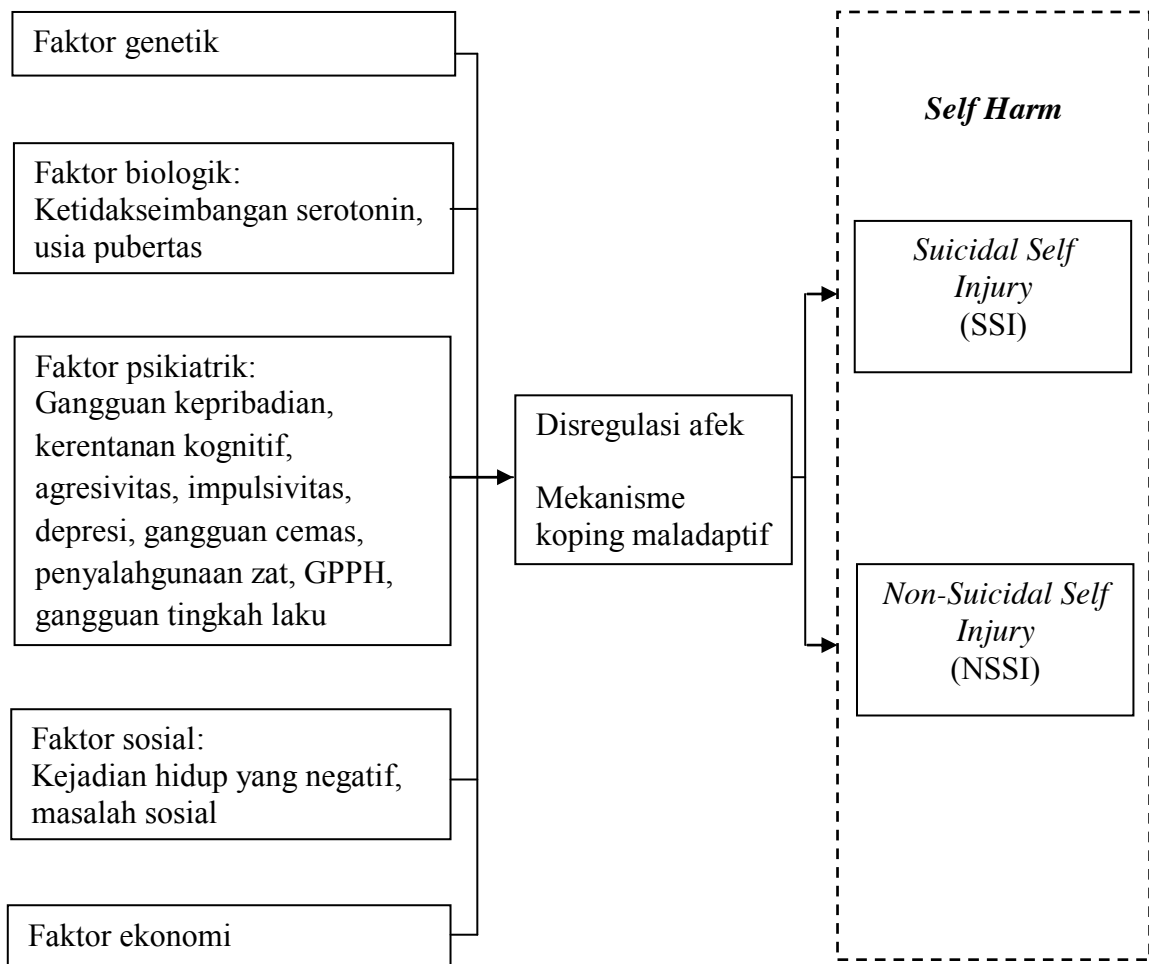 Faktor genetik
Faktor biologik:
Ketidakseimbangan serotonin,
usia pubertas
Faktor psikiatrik:
Gangguan kepribadian,
kerentanan kognitif,
agresivitas, impulsivitas,
depresi, gangguan cemas,
penyalahgunaan zat, GPPH,
gangguan tingkah laku
Faktor sosial:
Kejadian hidup yang negatif,
masalah sosial
Faktor ekonomi
Disregulasi afek
Mekanisme
koping maladaptif
Self Harm
Suicidal Self
Injury
(SSI)
Non-Suicidal Self
Injury
(NSSI)